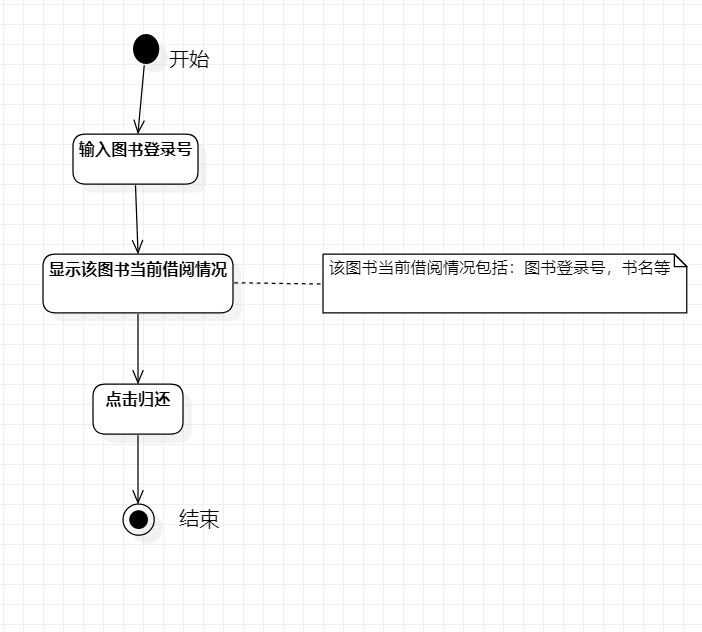 开始
输入图书登录号
显示该图书当前借阅情况
该图书当前借阅情况包括：图书登录号，书名等
点击归还
结束